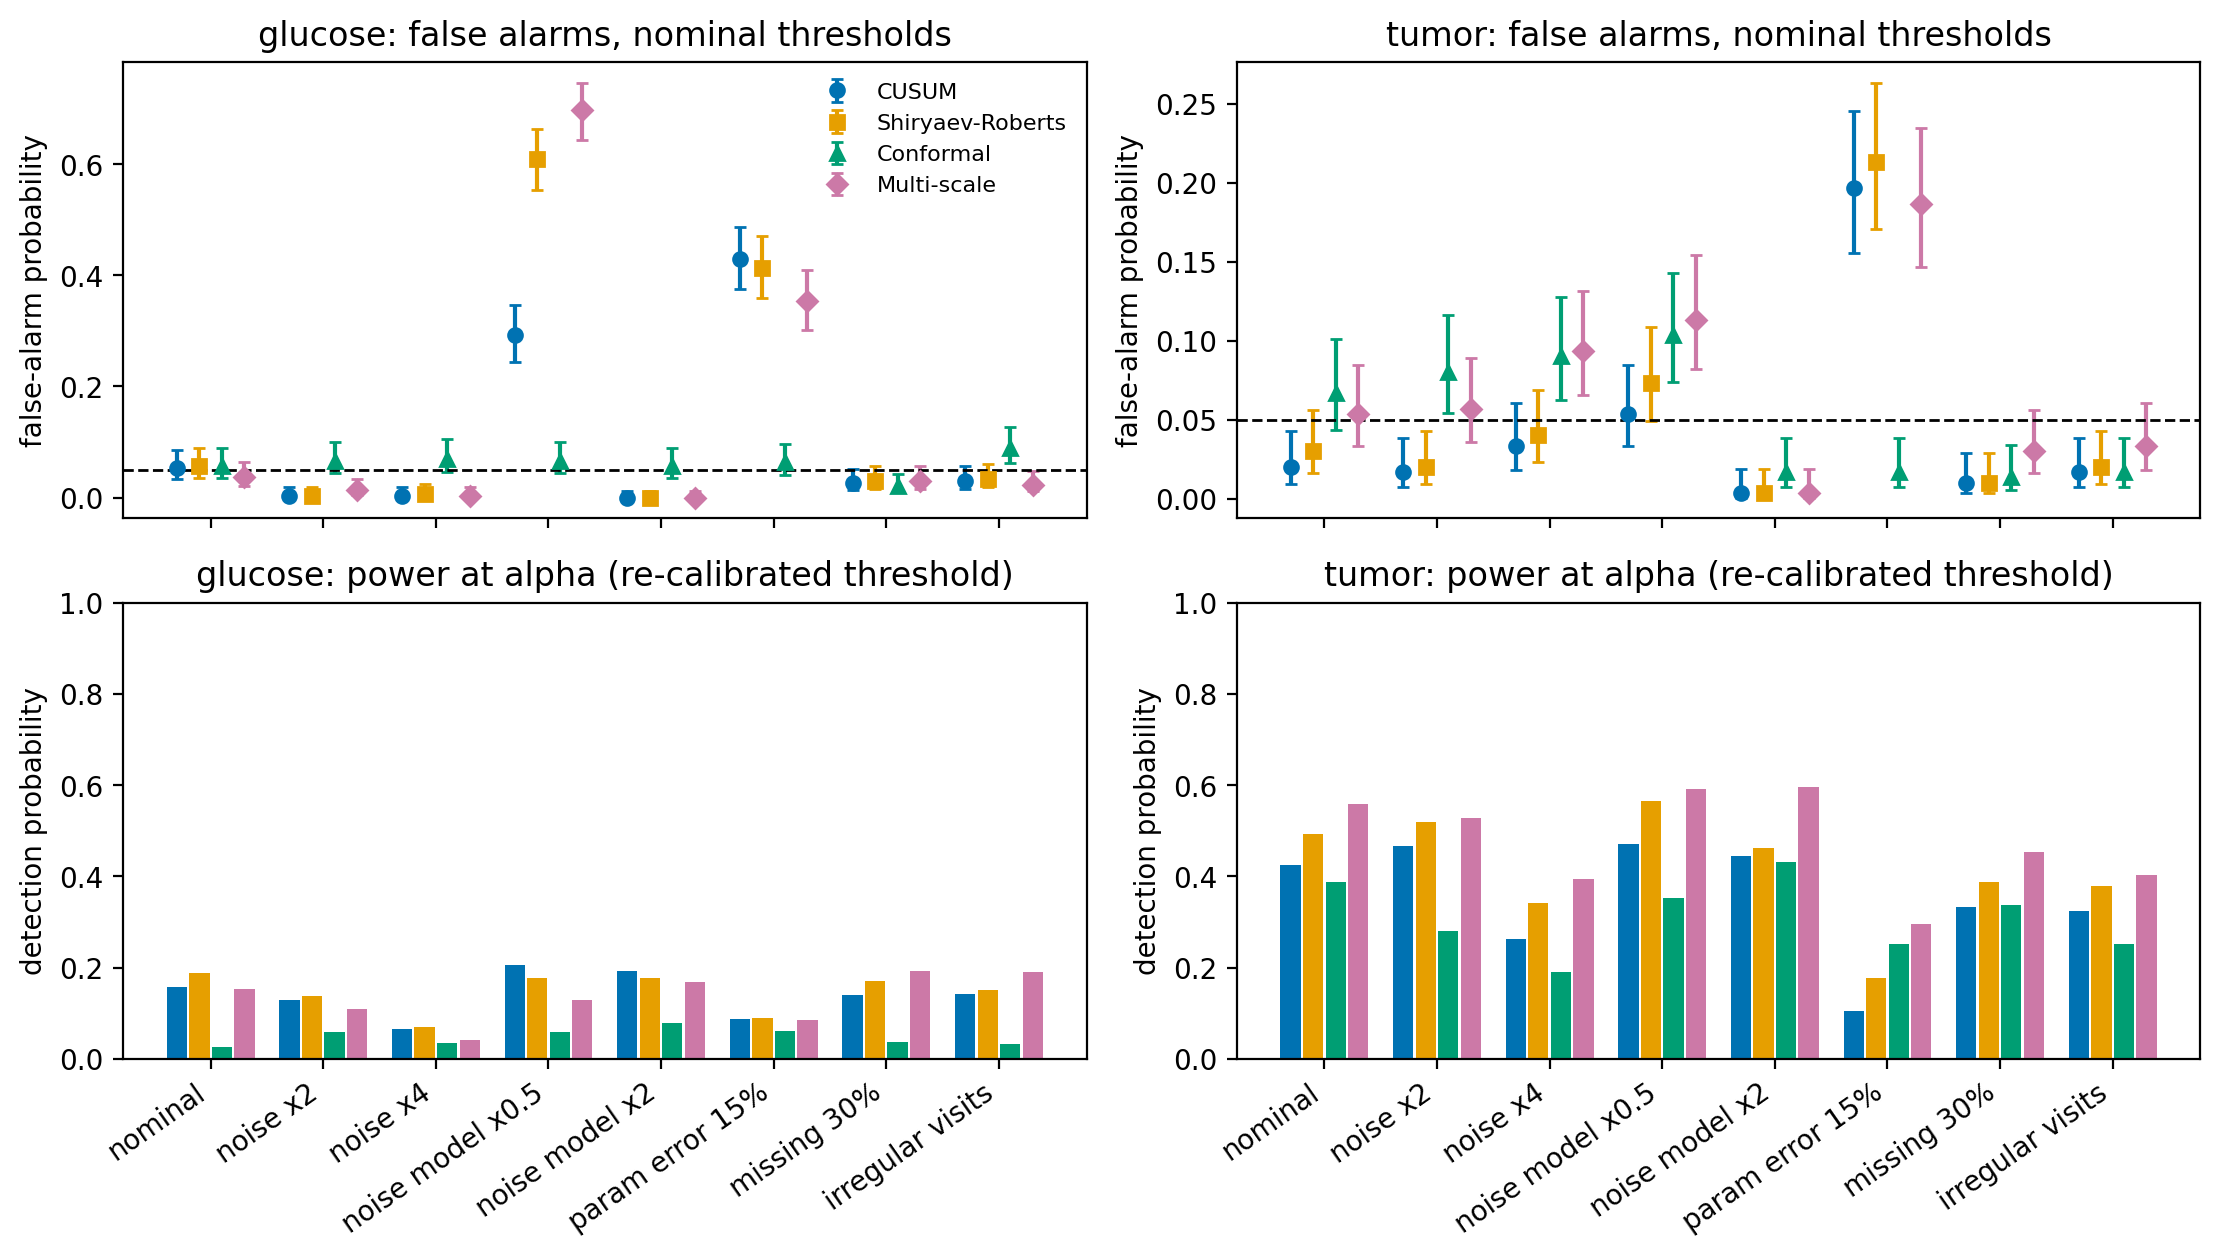 glucose: false alarms, nominal thresholds
false-alarm probability
0.6
0.4
0.2
0.0
CUSUM
Shiryaev-Roberts
Conformal
Multi-scale
tumor: false alarms, nominal thresholds
false-alarm probability
0.25
0.20
0.15
0.10
0.05
0.00
glucose: power at alpha (re-calibrated threshold)
detection probability
1.0
0.8
0.6
0.4
0.2
0.0
nominal
noise x2
noise x4
noise model x0.5
noise model x2
param error 15%
missing 30%
irregular visits
tumor: power at alpha (re-calibrated threshold)
detection probability
1.0
0.8
0.6
0.4
0.2
0.0
nominal
noise x2
noise x4
noise model x0.5
noise model x2
param error 15%
missing 30%
irregular visits